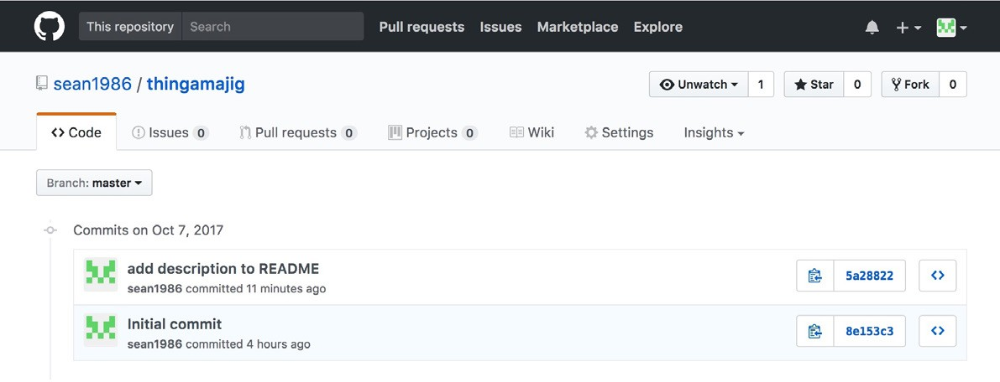 This repository Search Pull requests Issues Marketplace Explore
sean1986 / thingamajig Unwatch 1 Star 0 Fork 0
Code Issues 0 Pull requests 0 Projects 0 Wiki Settings Insights
Branch: master
Commits on Oct 7, 2017
add description to README
sean1986 committed 11 minutes ago
5a28822
Initial commit
sean1986 committed 4 hours ago
8e153c3